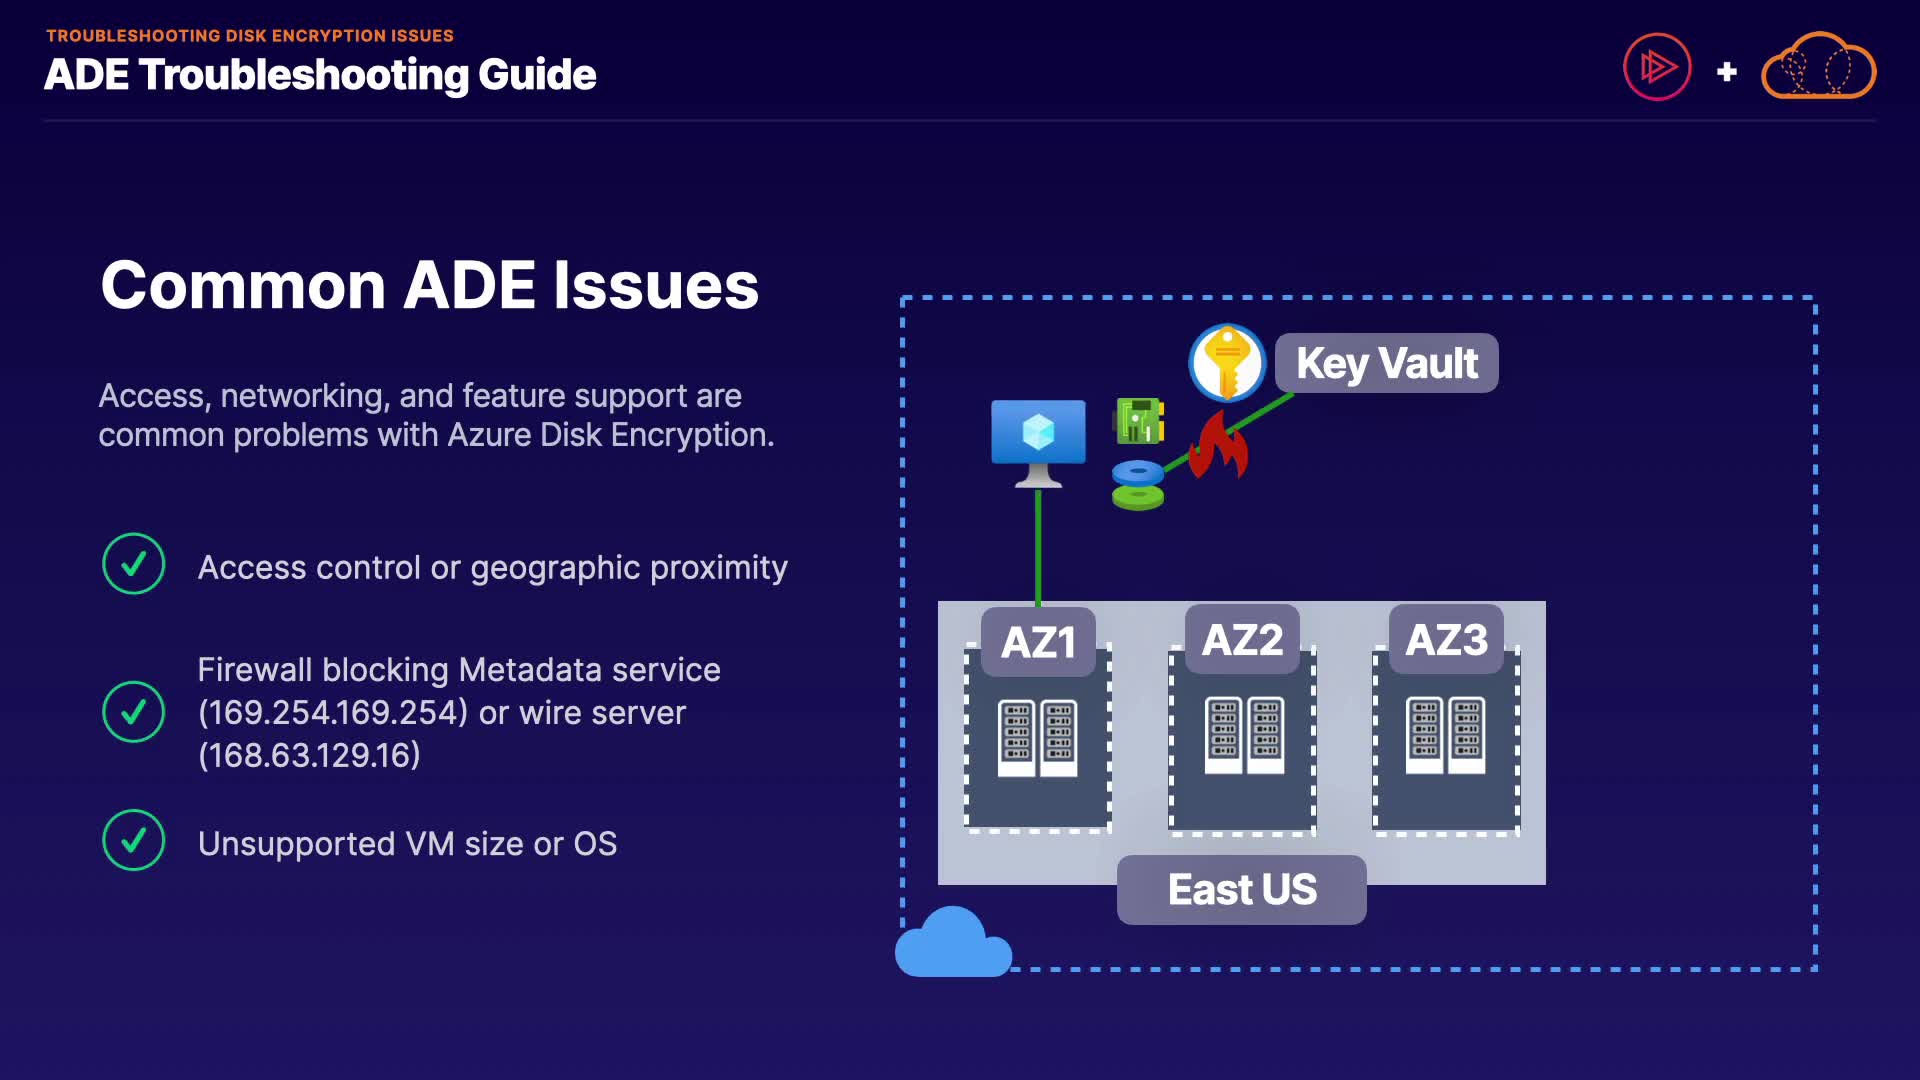 TROUBLESHOOTING DISK ENCRYPTION ISSUES
ADE Troubleshooting Guide
Common ADE Issues
Access, networking, and feature support are
common problems with Azure Disk Encryption.
Access control or geographic proximity
Firewall blocking Metadata service
(169.254.169.254) or wire server
(168.63.129.16)
Unsupported VM size or OS
Key Vault
AZ1
AZ2
AZ3
East US